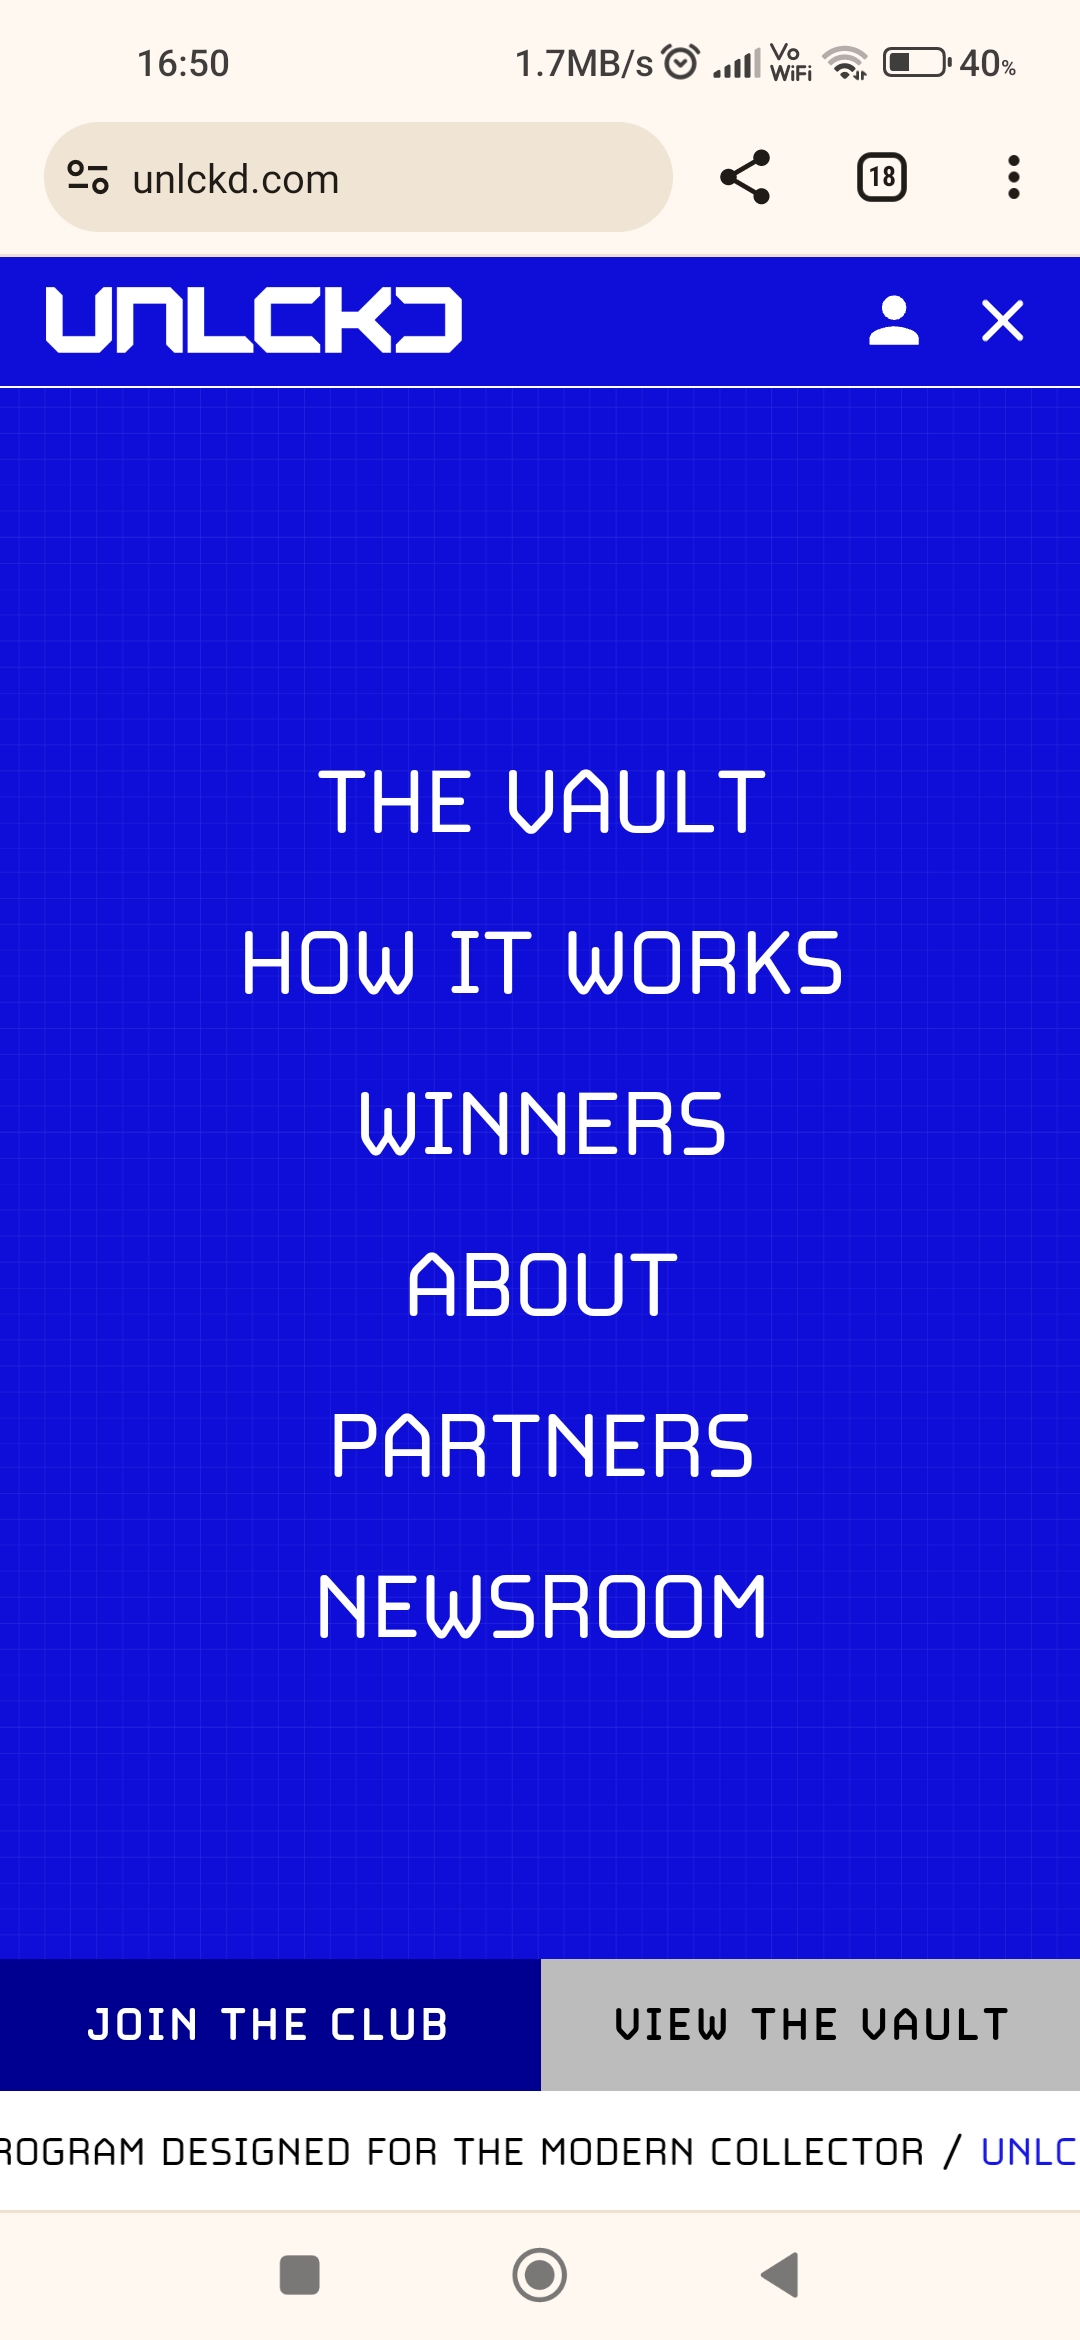 16:50 1.7MB/s Vo WiFi 40%
unlckd.com 18
UNLCKD
THE VAULT
HOW IT WORKS
WINNERS
ABOUT
PARTNERS
NEWSROOM
JOIN THE CLUB VIEW THE VAULT
ROGRAM DESIGNED FOR THE MODERN COLLECTOR / UNLC